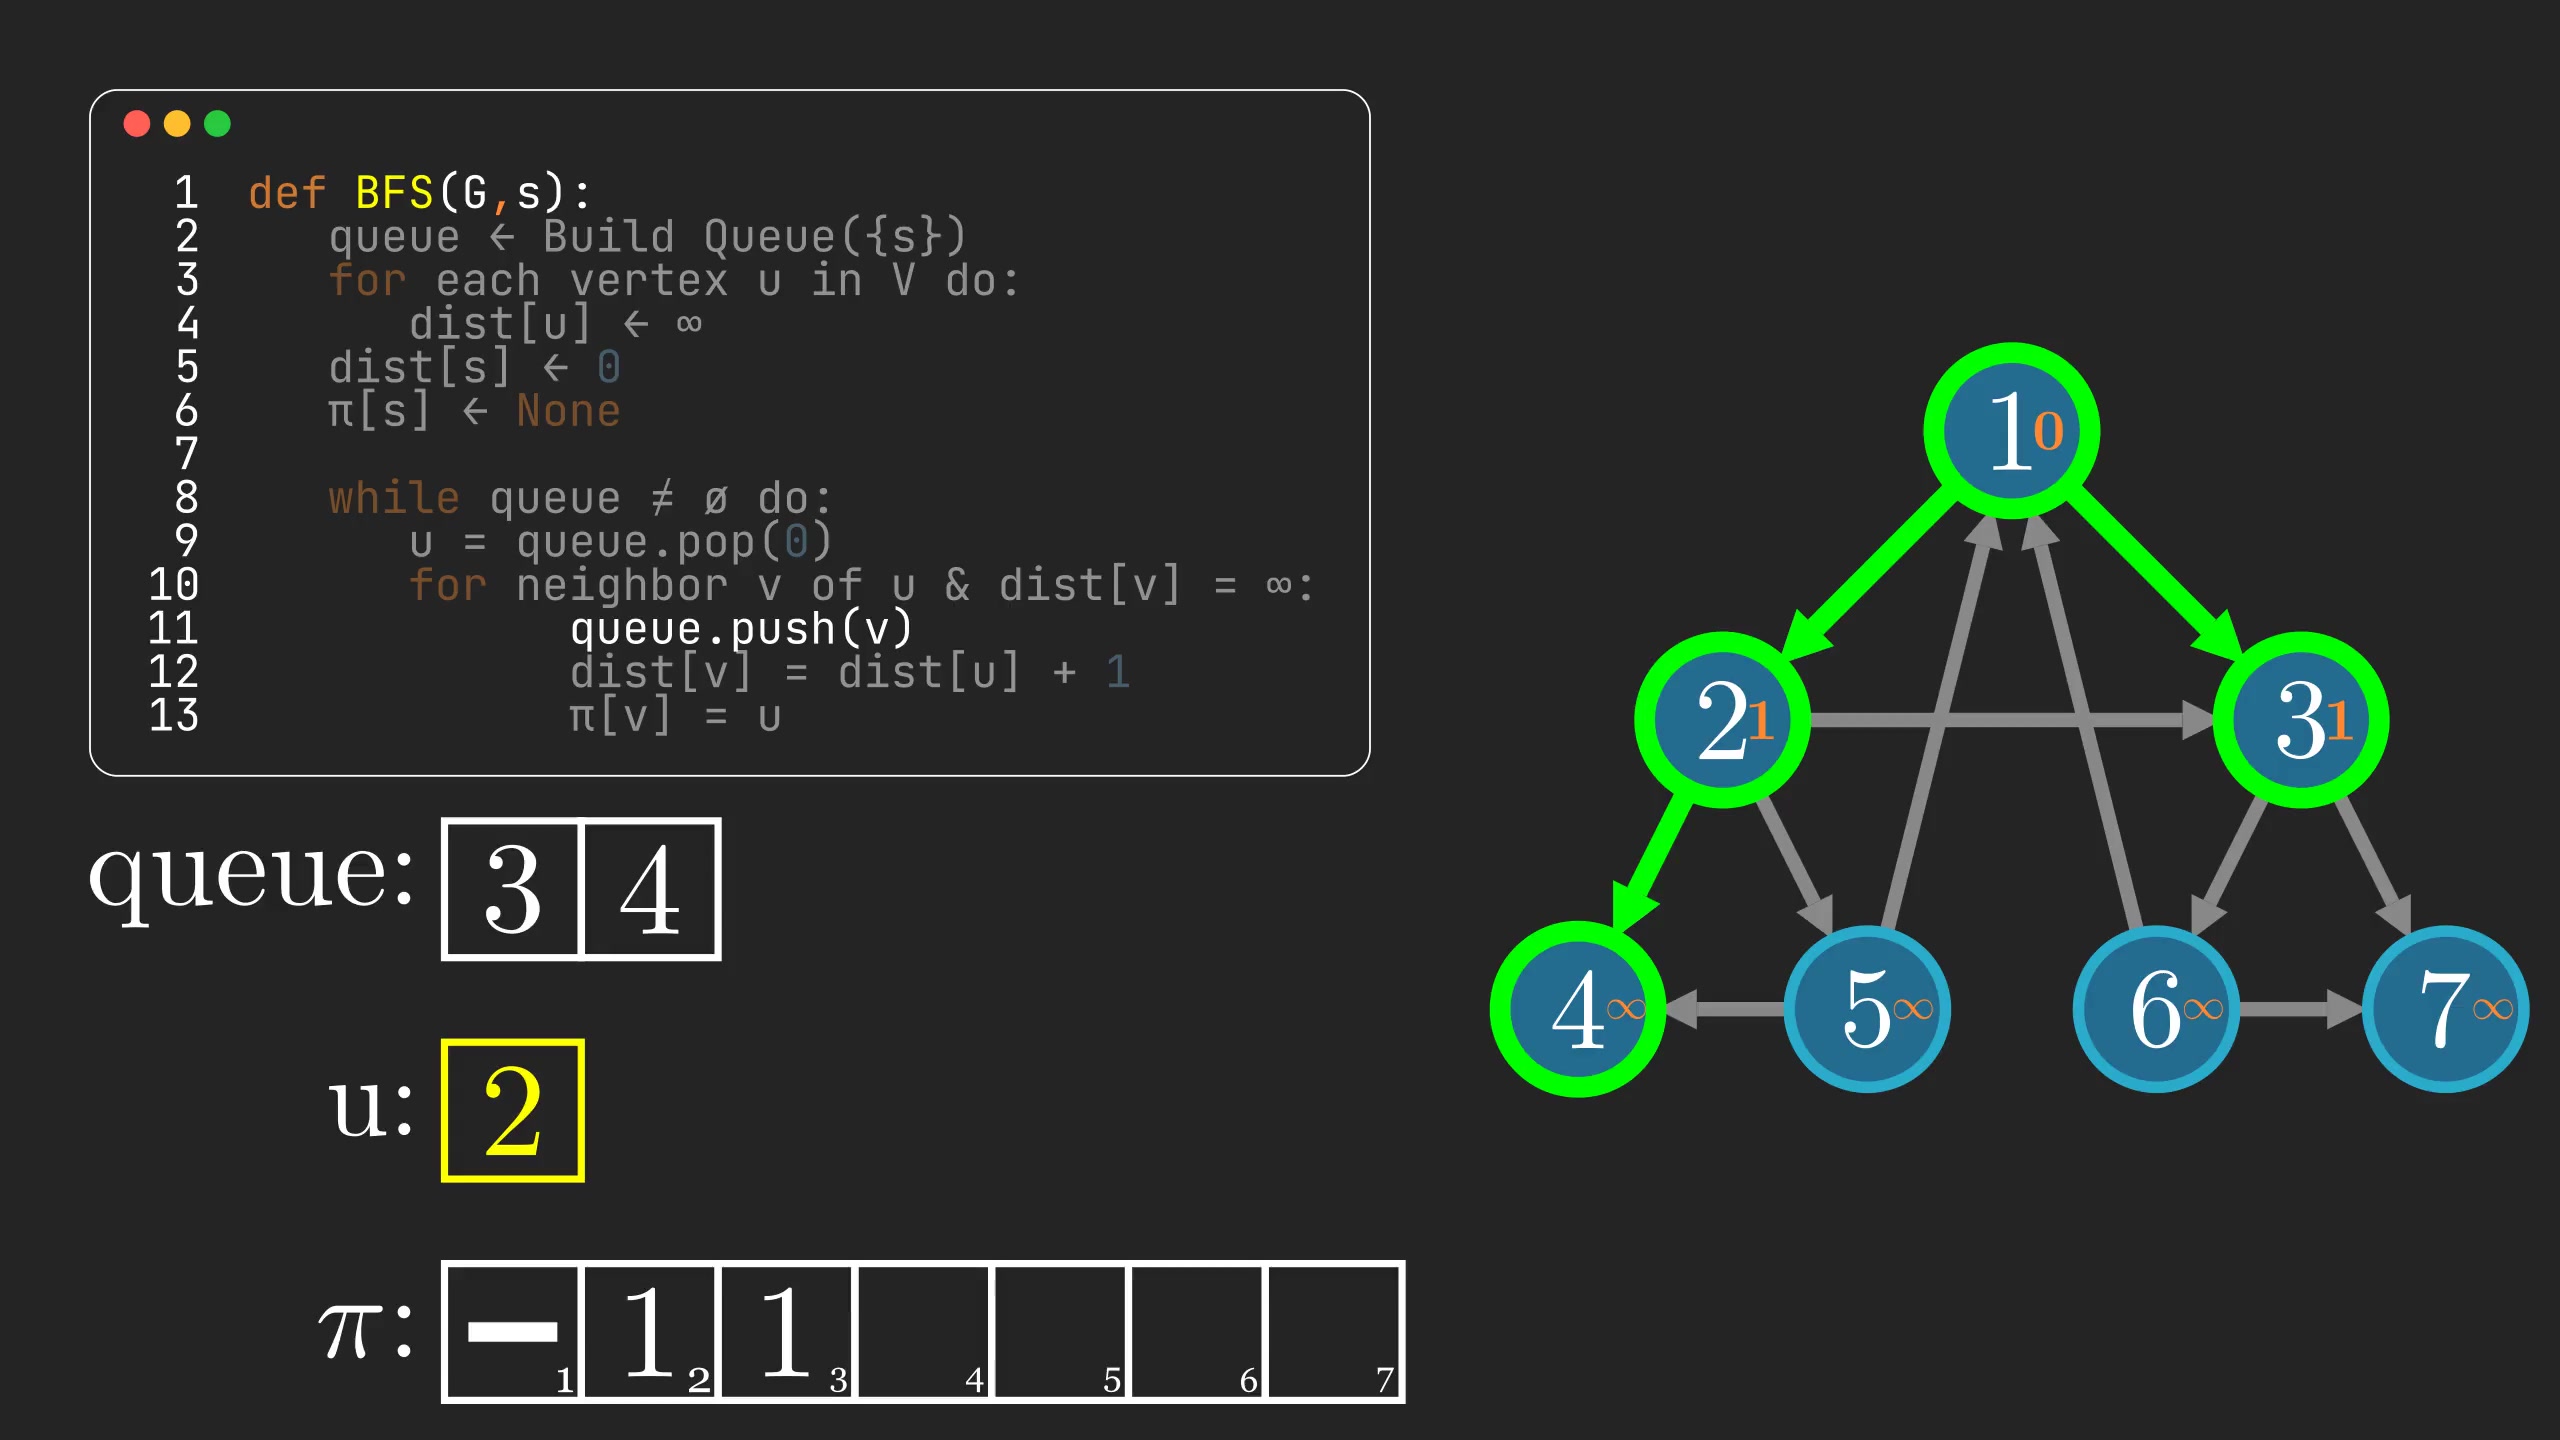 1 def BFS(G,s):
2 queue ← Build Queue({s})
3 for each vertex u in V do:
4 dist[u] ← ∞
5 dist[s] ← 0
6 π[s] ← None
7
8 while queue ≠ ø do:
9 u = queue.pop(0)
10 for neighbor v of u & dist[v] = ∞:
11 queue.push(v)
12 dist[v] = dist[u] + 1
13 π[v] = u
queue: 3 4
u: 2
π: – 1 1
1 2 3 4 5 6 7
1 0
2 1 3 1
4 ∞ 5 ∞ 6 ∞ 7 ∞